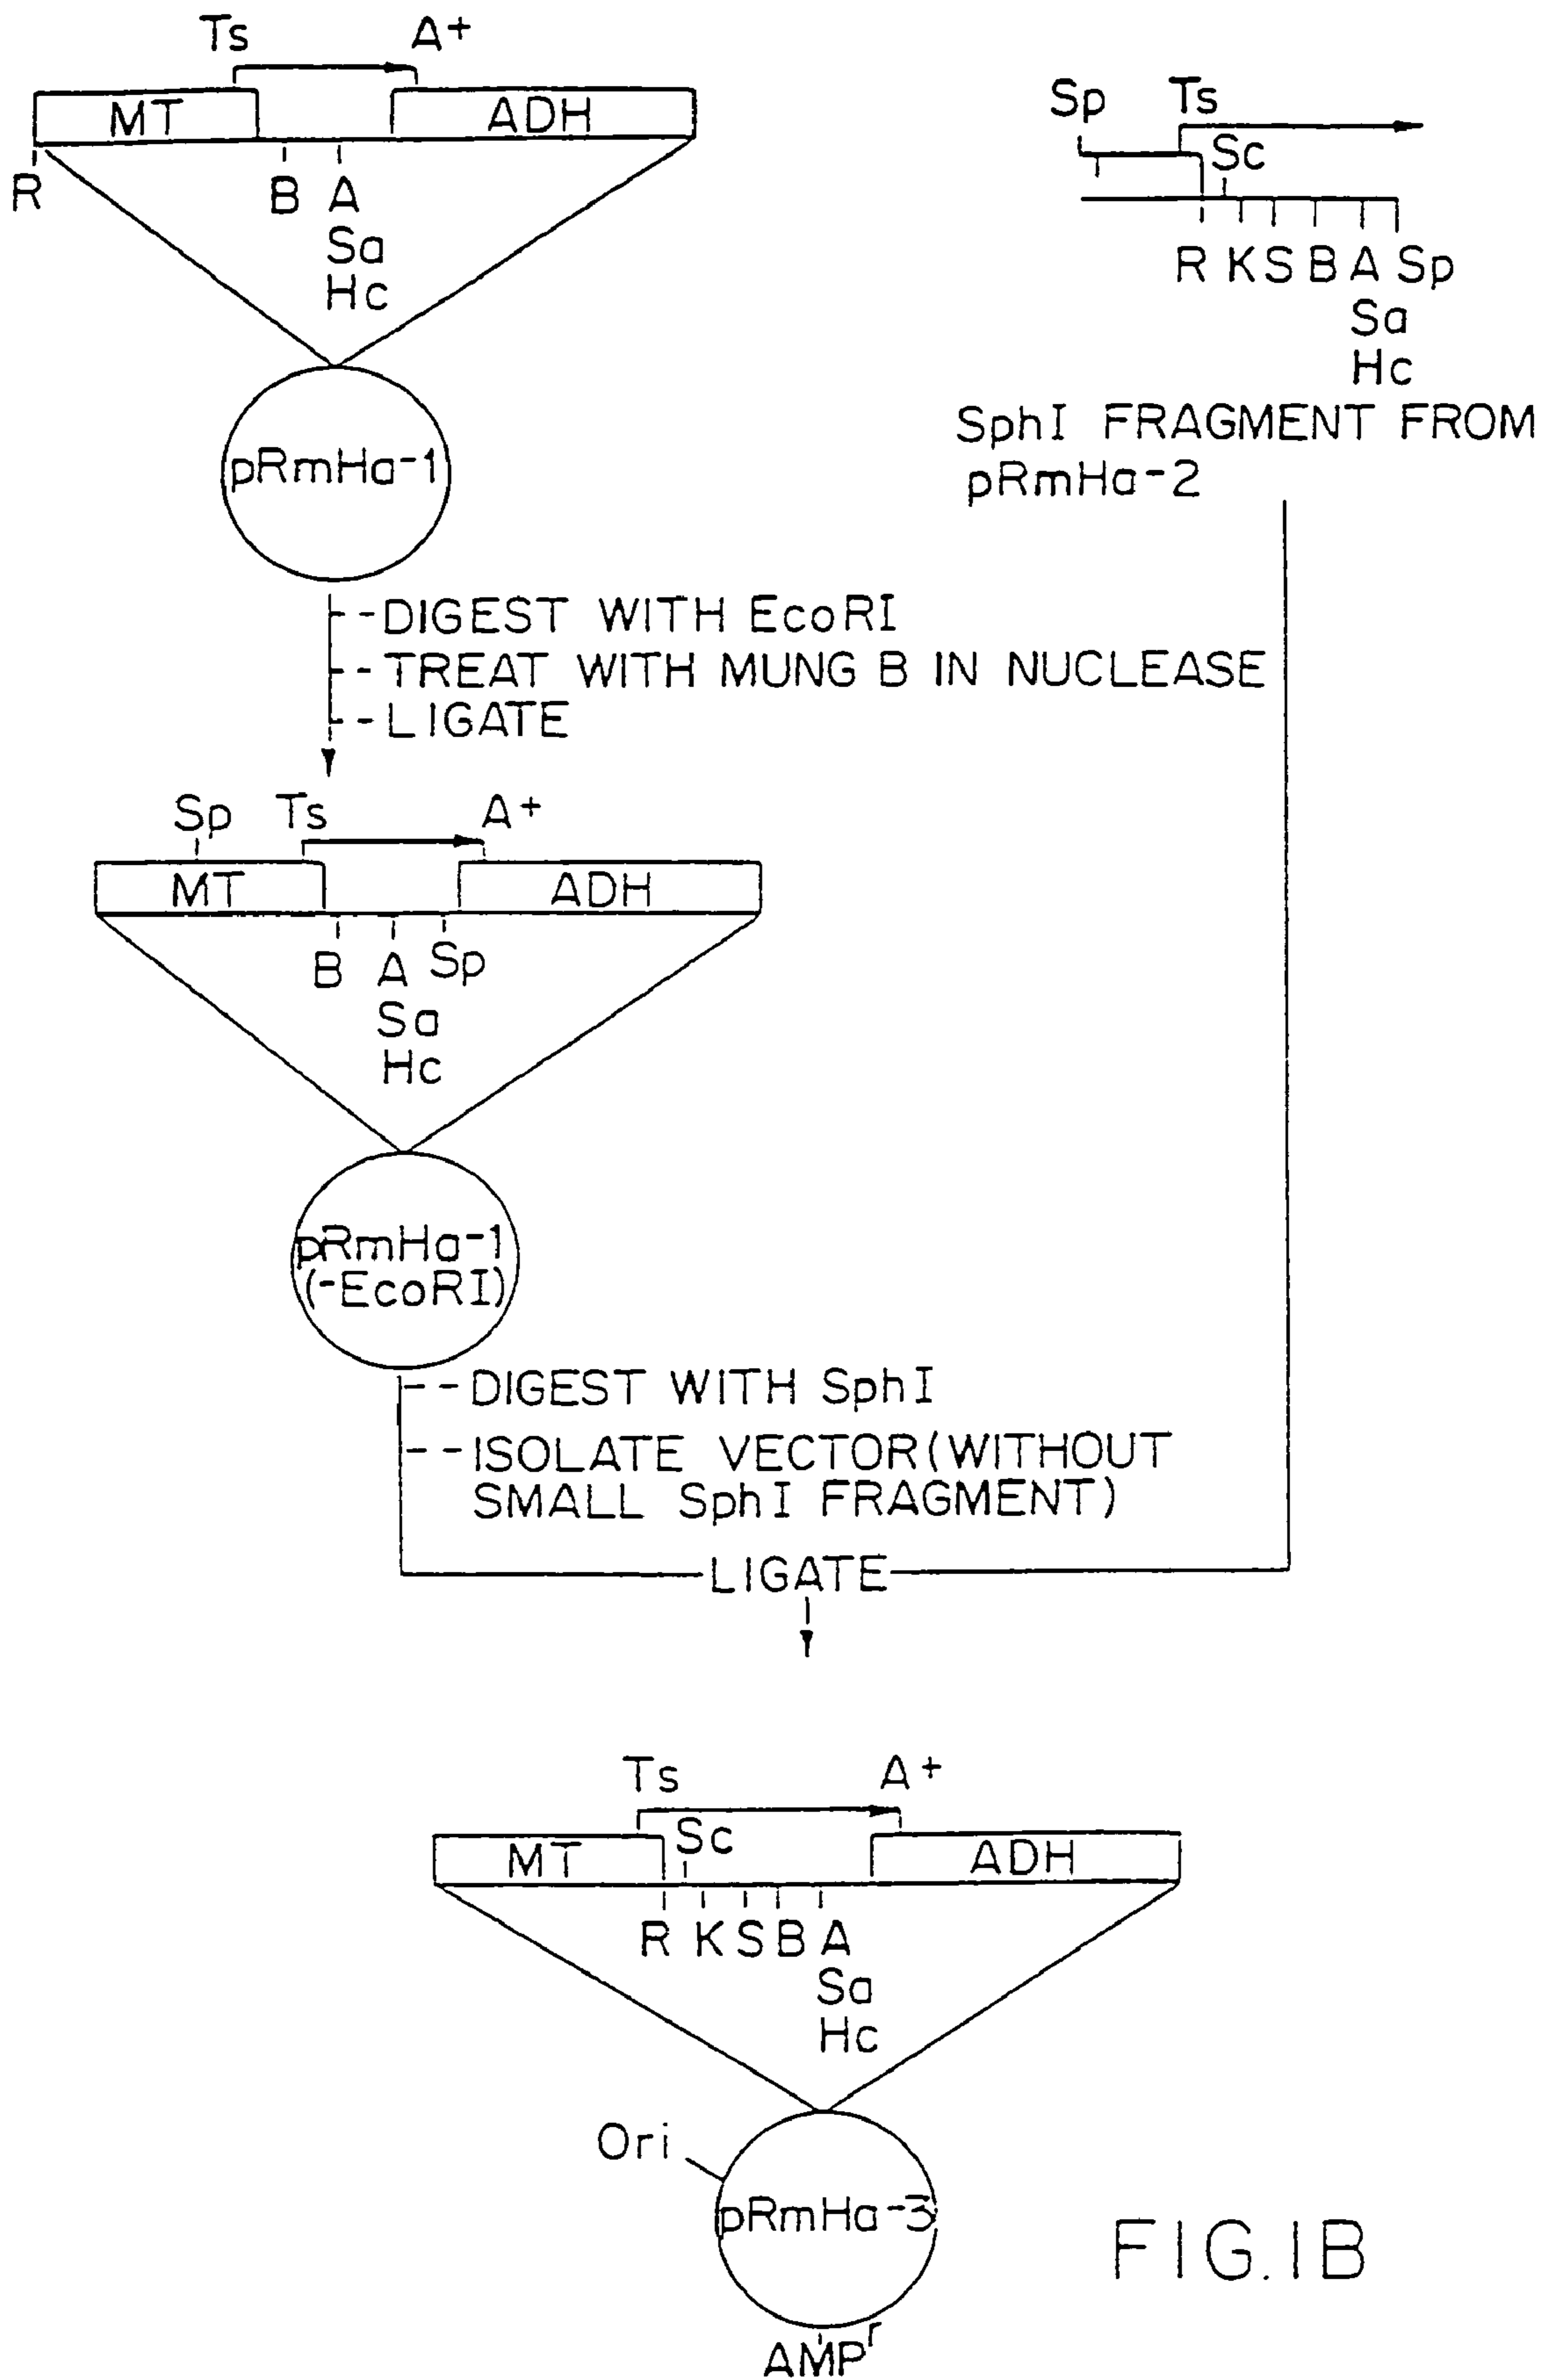 Ts A+
MT ADH
R B A
Sa
Hc
pRmHa-1
Sp Ts
Sc
R K S B A Sp
Sa
Hc
SphI FRAGMENT FROM
pRmHa-2
DIGEST WITH EcoRI
TREAT WITH MUNG B IN NUCLEASE
LIGATE
Sp Ts A+
MT ADH
B A Sp
Sa
Hc
pRmHa-1
(-EcoRI)
DIGEST WITH SphI
ISOLATE VECTOR(WITHOUT
SMALL SphI FRAGMENT)
LIGATE
Ts A+
Sc
MT ADH
R K S B A
Sa
Hc
Ori
pRmHa-3
AMPr
FIG.1B